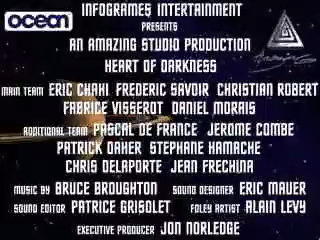 ocean
INFOGRAMES INTERTAINMENT
PRESENTS
AN AMAZING STUDIO PRODUCTION
HEART OF DARKNESS
MAIN TEAM ERIC CHAHI FREDERIC SAVOIR CHRISTIAN ROBERT
FABRICE VISSEROT DANIEL MORAIS
ADDITIONAL TEAM PASCAL DE FRANCE JEROME COMBE
PATRICK DAHER STEPHANE HAMACHE
CHRIS DELAPORTE JEAN FRECHINA
MUSIC BY BRUCE BROUGHTON SOUND DESIGNER ERIC MAUER
SOUND EDITOR PATRICE GRISOLET FOLEY ARTIST ALAIN LEVY
EXECUTIVE PRODUCER JON NORLEDGE